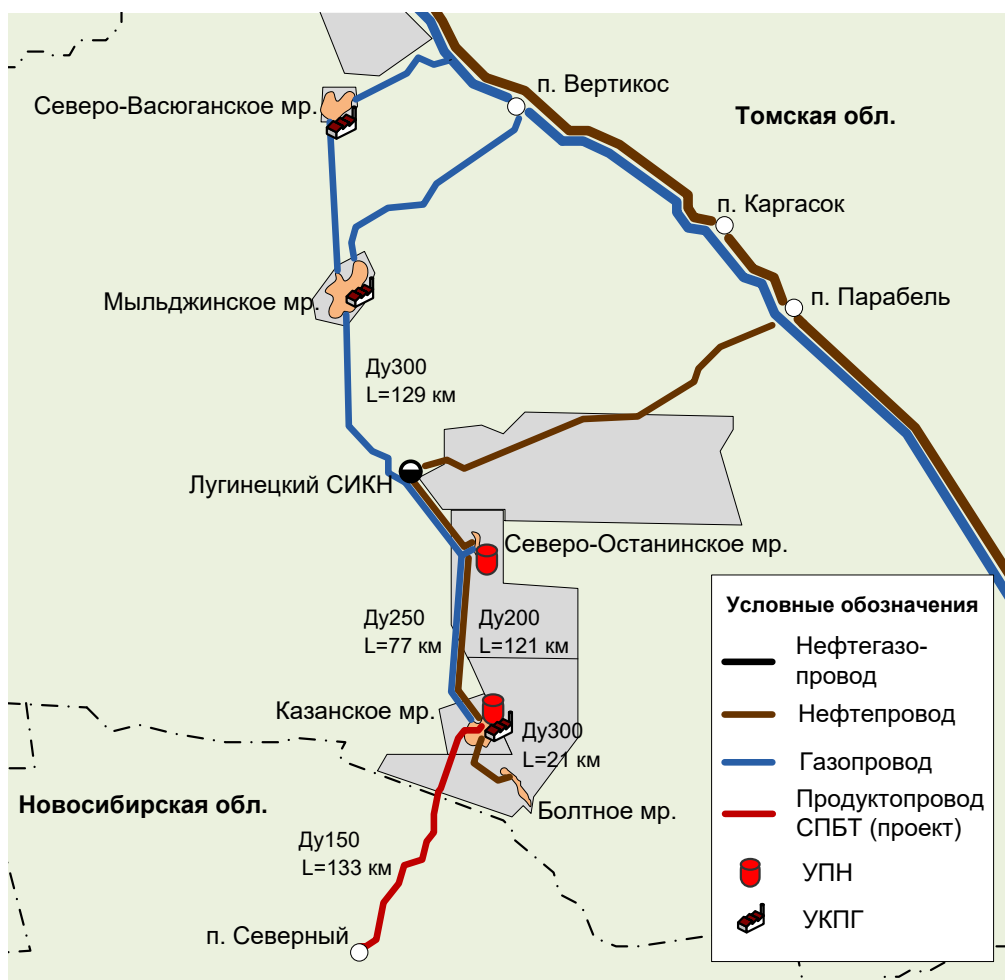 п. Вертикос
Северо-Васюганское мр.
Томская обл.
п. Каргасок
Мыльджинское мр.
п. Парабель
Ду300
L=129 км
Лугинецкий СИКН
Северо-Останинское мр.
Ду250
L=77 км
Ду200
L=121 км
Казанское мр.
Ду300
L=21 км
Новосибирская обл.
Болтное мр.
Ду150
L=133 км
п. Северный
Условные обозначения
Нефтегазо-
провод
Нефтепровод
Газопровод
Продуктопровод
СПБТ (проект)
УПН
УКПГ